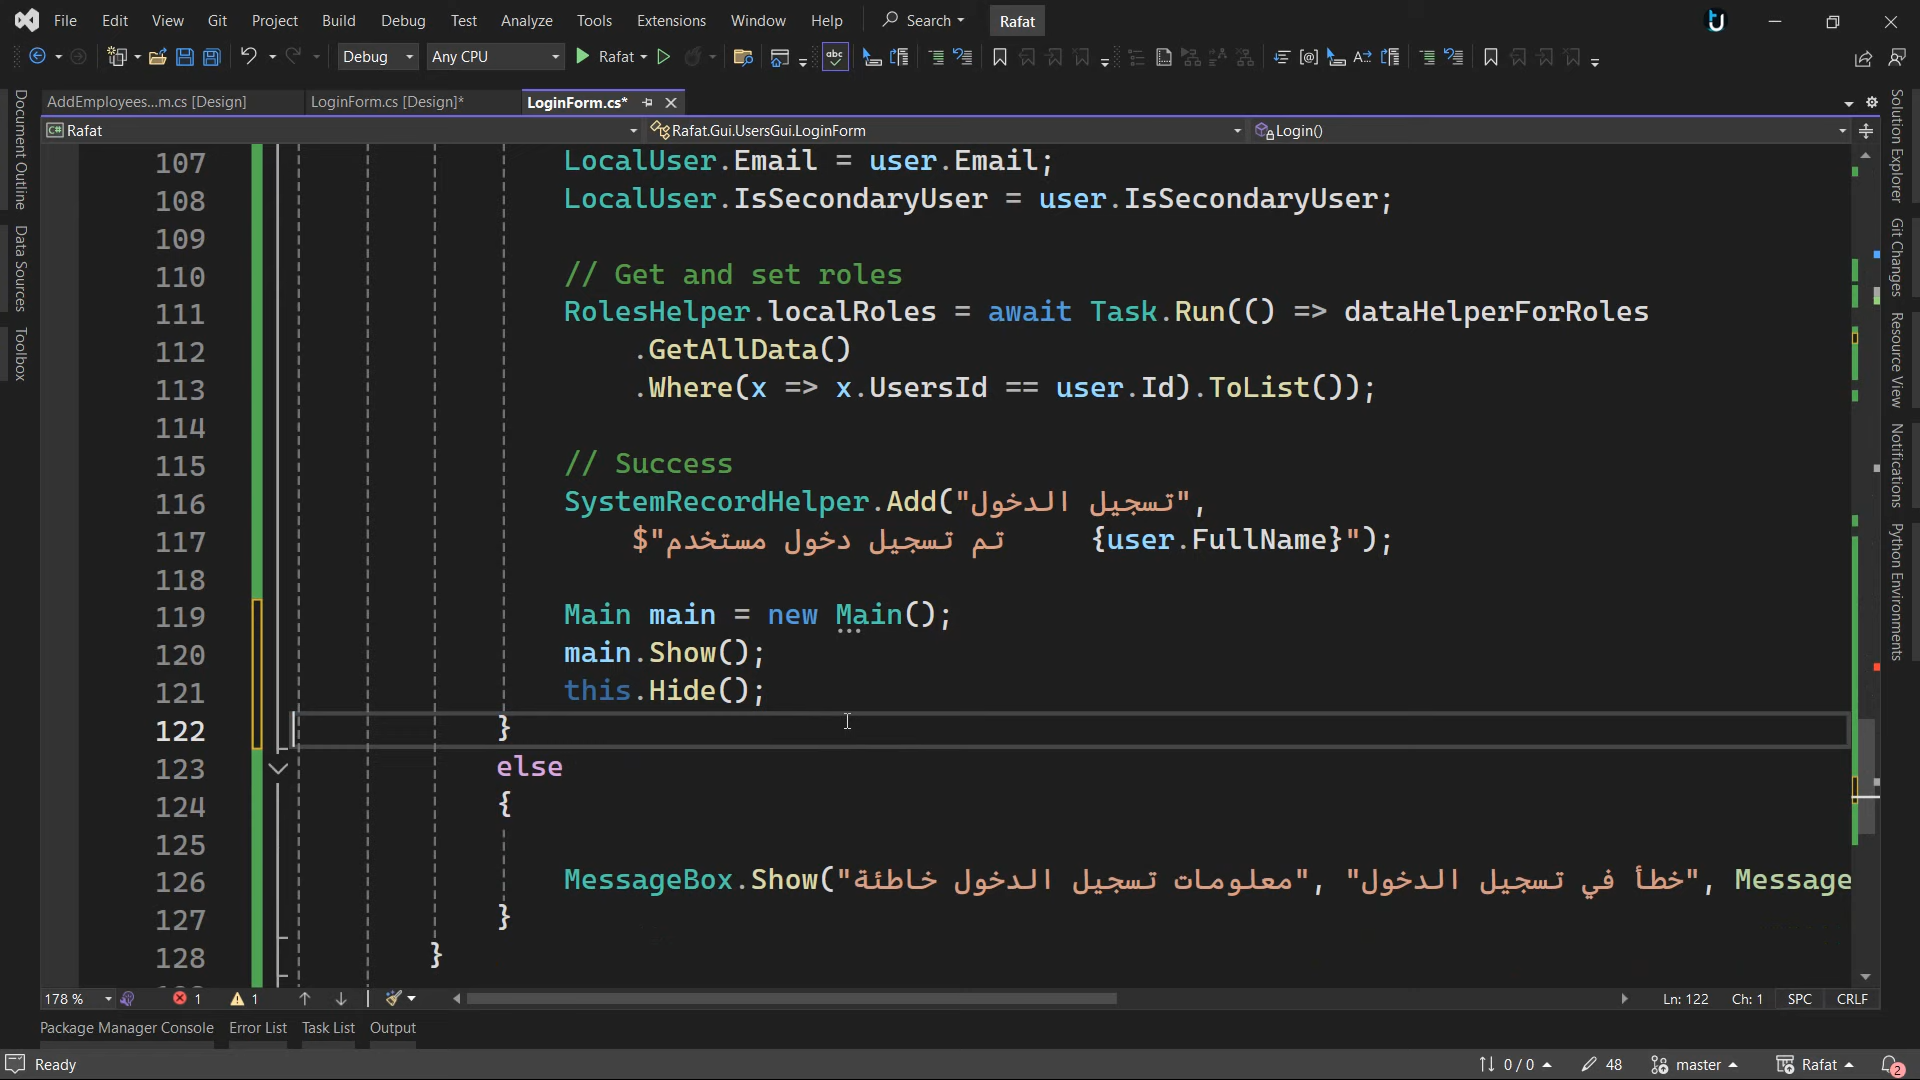 File Edit View Git Project Build Debug Test Analyze Tools Extensions Window Help Search Rafat
Debug Any CPU Rafat
AddEmployees...m.cs [Design] LoginForm.cs [Design]* LoginForm.cs*
C# Rafat Rafat.Gui.UsersGui.LoginForm Login()
Document Outline
Data Sources
Toolbox
107 LocalUser.Email = user.Email;
108 LocalUser.IsSecondaryUser = user.IsSecondaryUser;
109
110 // Get and set roles
111 RolesHelper.localRoles = await Task.Run(() => dataHelperForRoles
112 .GetAllData()
113 .Where(x => x.UsersId == user.Id).ToList());
114
115 // Success
116 SystemRecordHelper.Add("تسجيل الدخول",
117 $"تم تسجيل دخول مستخدم {user.FullName}");
118
119 Main main = new Main();
120 main.Show();
121 this.Hide();
122 }
123 else
124 {
125
126 MessageBox.Show("معلومات تسجيل الدخول خاطئة", "خطأ في تسجيل الدخول", Message
127 }
128 }
Solution Explorer
Git Changes
Resource View
Notifications
Python Environments
178 % 1 1 Ln: 122 Ch: 1 SPC CRLF
Package Manager Console Error List Task List Output
Ready 0 / 0 48 master Rafat 2